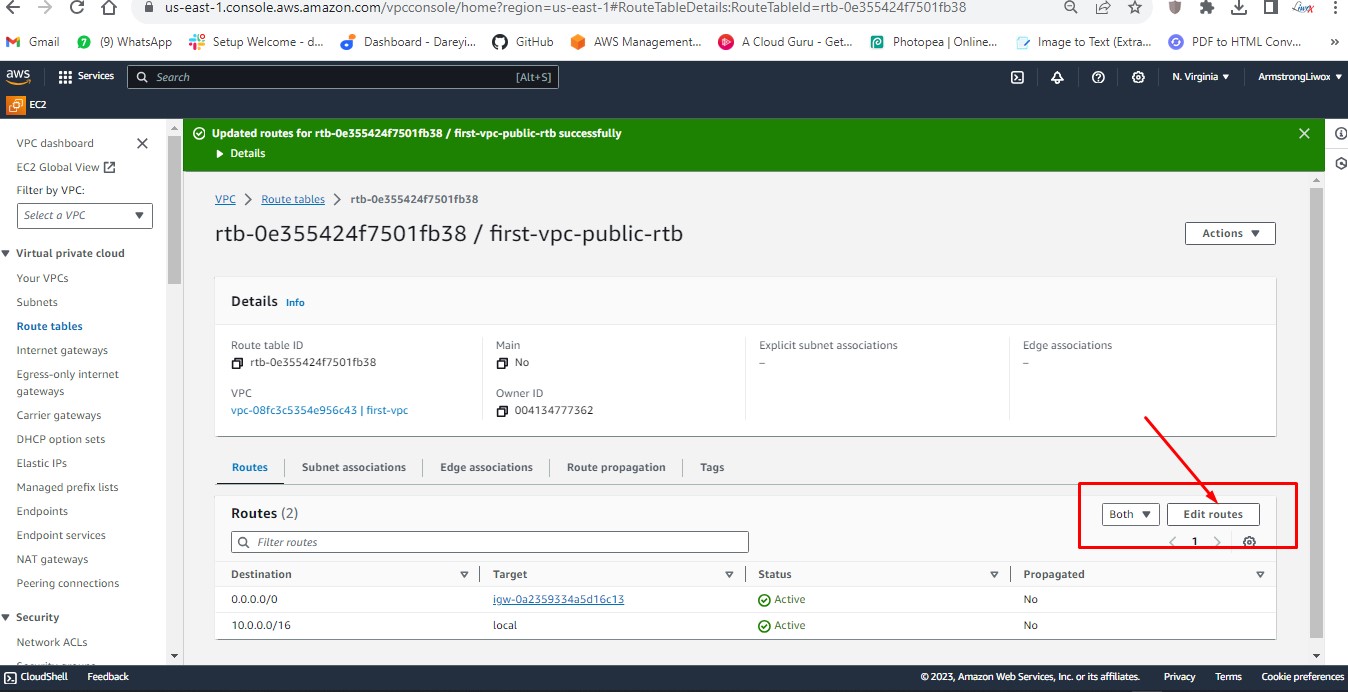 us-east-1.console.aws.amazon.com/vpcconsole/home?region=us-east-1#RouteTableDetails:RouteTableId=rtb-0e355424f7501fb38
Gmail (9) WhatsApp Setup Welcome - d... Dashboard - Dareyi... GitHub AWS Management... A Cloud Guru - Get... Photopea | Online... Image to Text (Extra... PDF to HTML Conv... »
aws Services Search [Alt+S] N. Virginia ArmstrongLiwox
EC2
VPC dashboard
EC2 Global View
Filter by VPC:
Select a VPC
Virtual private cloud
Your VPCs
Subnets
Route tables
Internet gateways
Egress-only internet
gateways
Carrier gateways
DHCP option sets
Elastic IPs
Managed prefix lists
Endpoints
Endpoint services
NAT gateways
Peering connections
Security
Network ACLs
Updated routes for rtb-0e355424f7501fb38 / first-vpc-public-rtb successfully
Details
VPC > Route tables > rtb-0e355424f7501fb38
rtb-0e355424f7501fb38 / first-vpc-public-rtb
Actions
Details Info
Route table ID
rtb-0e355424f7501fb38
Main
No
Explicit subnet associations
–
Edge associations
–
VPC
vpc-08fc3c5354e956c43 | first-vpc
Owner ID
004134777362
Routes Subnet associations Edge associations Route propagation Tags
Routes (2)
Both Edit routes
Filter routes
< 1 >
Destination Target Status Propagated
0.0.0.0/0 igw-0a2359334a5d16c13 Active No
10.0.0.0/16 local Active No
CloudShell Feedback © 2023, Amazon Web Services, Inc. or its affiliates. Privacy Terms Cookie preferences